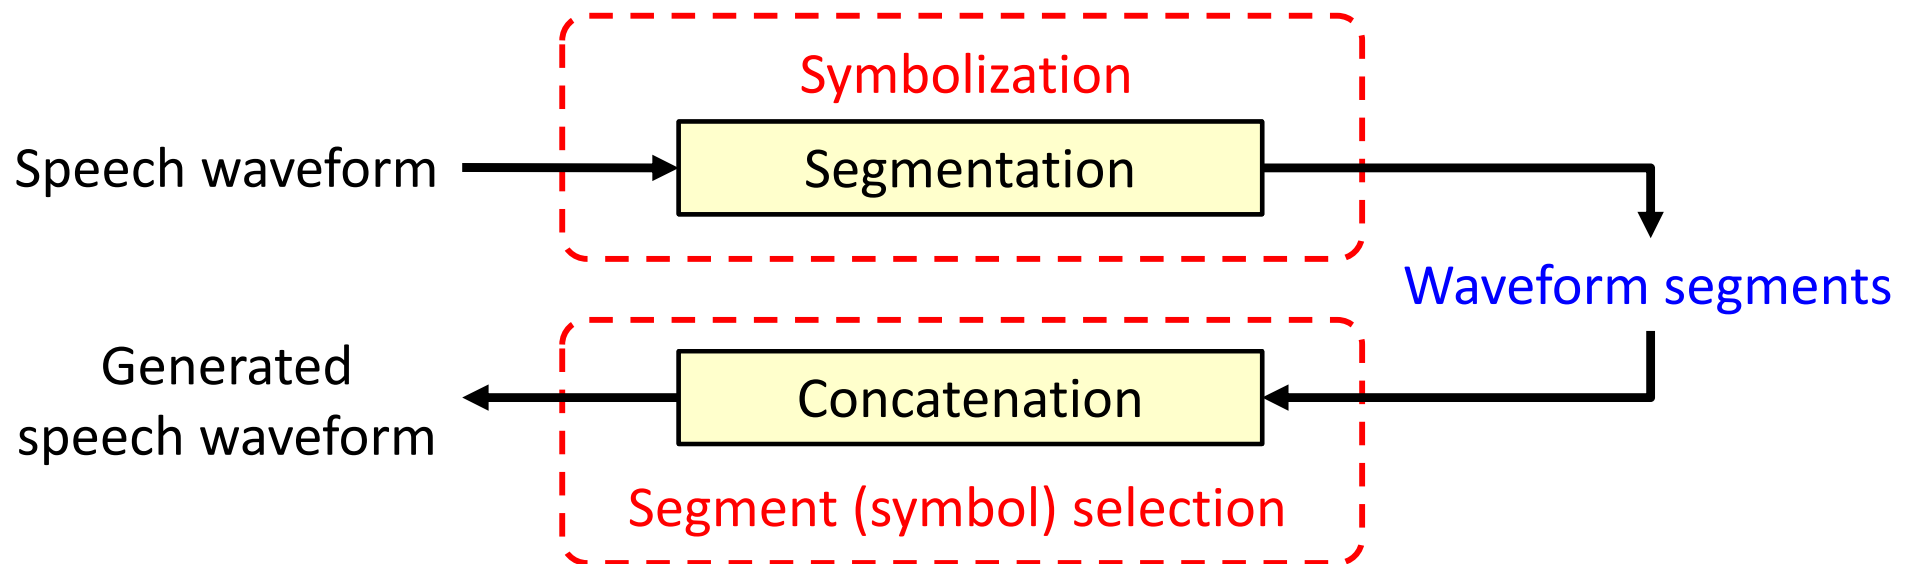 Symbolization
Speech waveform
Segmentation
Waveform segments
Generated
speech waveform
Concatenation
Segment (symbol) selection